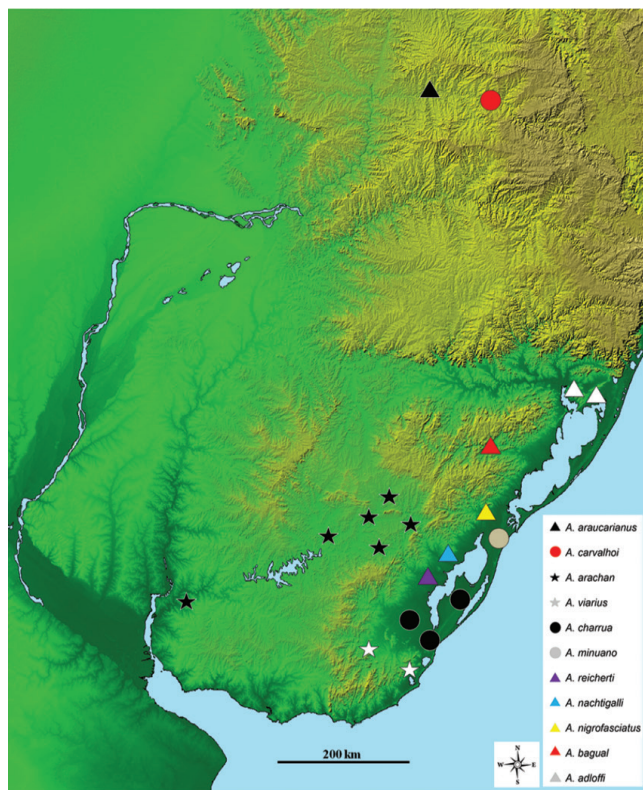 A. araucarianus
A. carvalhoi
A. arachan
A. viarius
A. charrua
A. minuano
A. reicherti
A. nachtigalli
A. nigrofasciatus
A. bagual
A. adloffi
200 km
N
W E
S